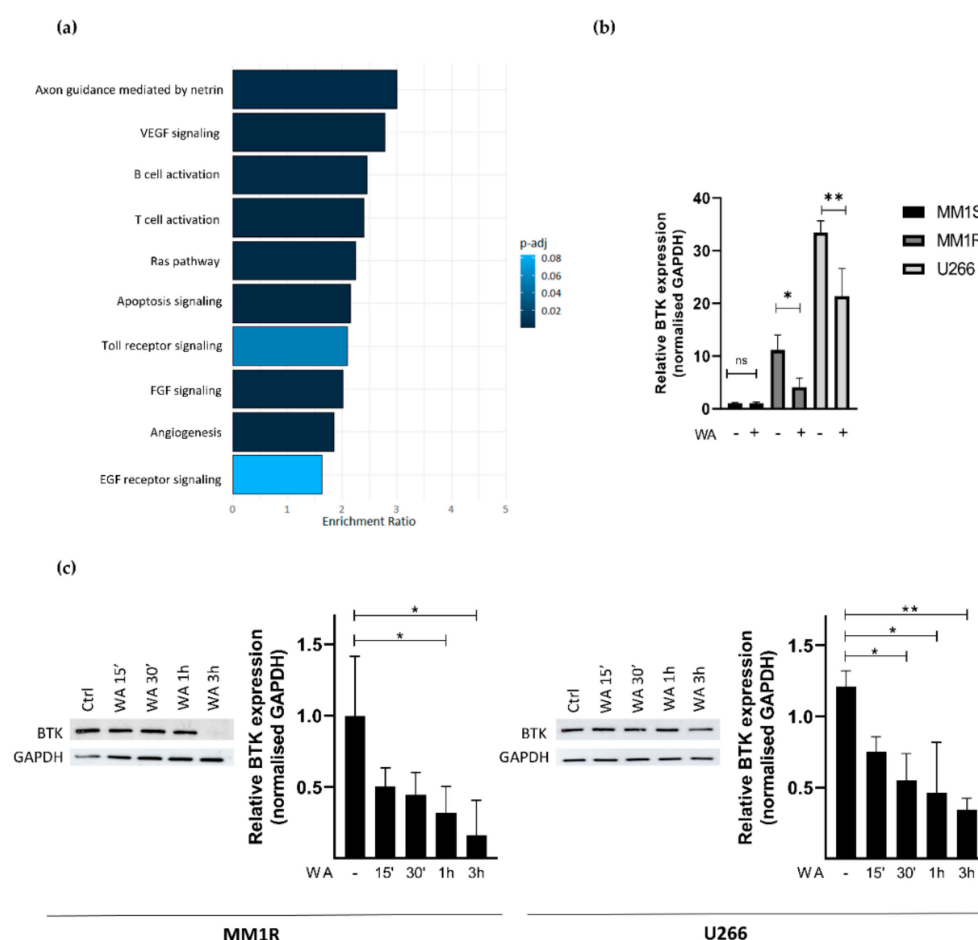 (a)
Axon guidance mediated by netrin
VEGF signaling
B cell activation
T cell activation
Ras pathway
Apoptosis signaling
Toll receptor signaling
FGF signaling
Angiogenesis
EGF receptor signaling
0 1 2 3 4 5
Enrichment Ratio
p-adj
0.08
0.06
0.04
0.02
(b)
Relative BTK expression
(normalised GAPDH)
40
30
20
10
0
ns
*
**
WA - + - + - +
MM1S
MM1R
U266
(c)
Ctrl
WA 15'
WA 30'
WA 1h
WA 3h
BTK
GAPDH
Relative BTK expression
(normalised GAPDH)
1.5
1.0
0.5
*
*
WA - 15' 30' 1h 3h
MM1R
Ctrl
WA 15'
WA 30'
WA 1h
WA 3h
BTK
GAPDH
Relative BTK expression
(normalised GAPDH)
1.5
1.0
0.5
**
*
*
WA - 15' 30' 1h 3h
U266